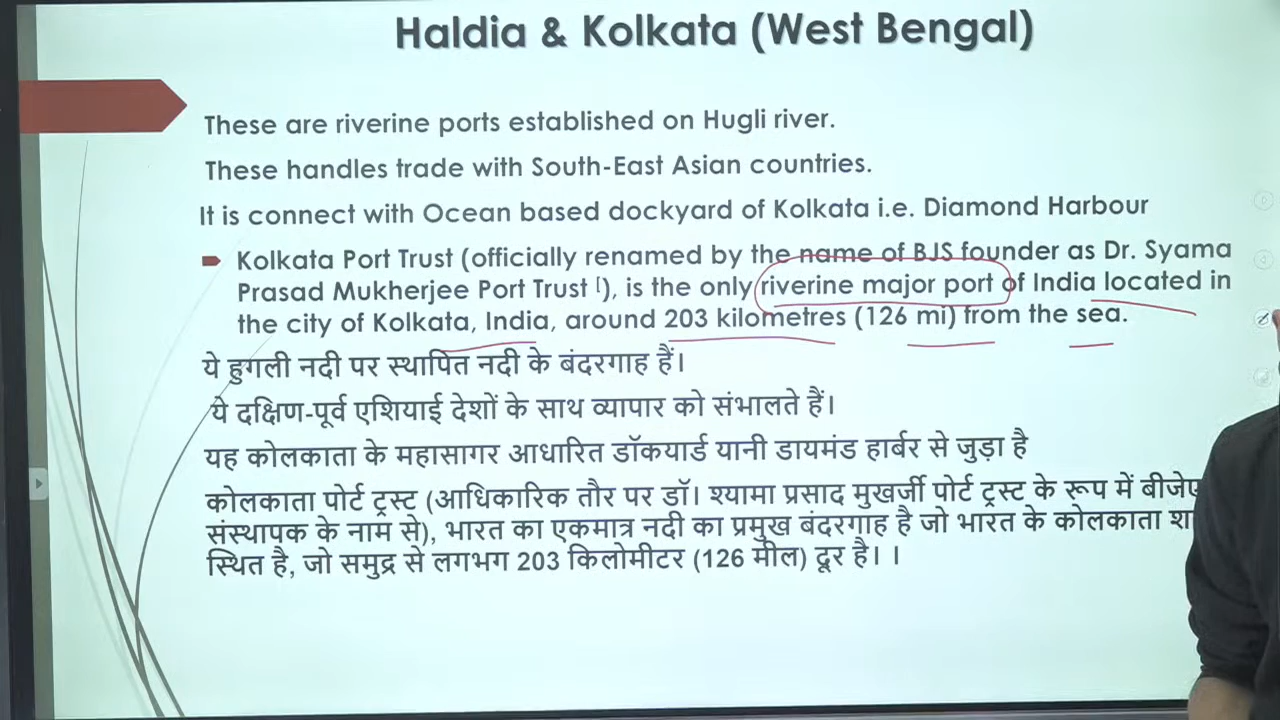 Haldia & Kolkata (West Bengal)
These are riverine ports established on Hugli river.
These handles trade with South-East Asian countries.
It is connect with Ocean based dockyard of Kolkata i.e. Diamond Harbour
Kolkata Port Trust (officially renamed by the name of BJS founder as Dr. Syama
Prasad Mukherjee Port Trust [), is the only riverine major port of India located in
the city of Kolkata, India, around 203 kilometres (126 mi) from the sea.
ये हुगली नदी पर स्थापित नदी के बंदरगाह हैं।
ये दक्षिण-पूर्व एशियाई देशों के साथ व्यापार को संभालते हैं।
यह कोलकाता के महासागर आधारित डॉकयार्ड यानी डायमंड हार्बर से जुड़ा है
कोलकाता पोर्ट ट्रस्ट (आधिकारिक तौर पर डॉ। श्यामा प्रसाद मुखर्जी पोर्ट ट्रस्ट के रूप में
संस्थापक के नाम से), भारत का एकमात्र नदी का प्रमुख बंदरगाह है जो भारत के कोलकाता
स्थित है, जो समुद्र से लगभग 203 किलोमीटर (126 मील) दूर है। ।